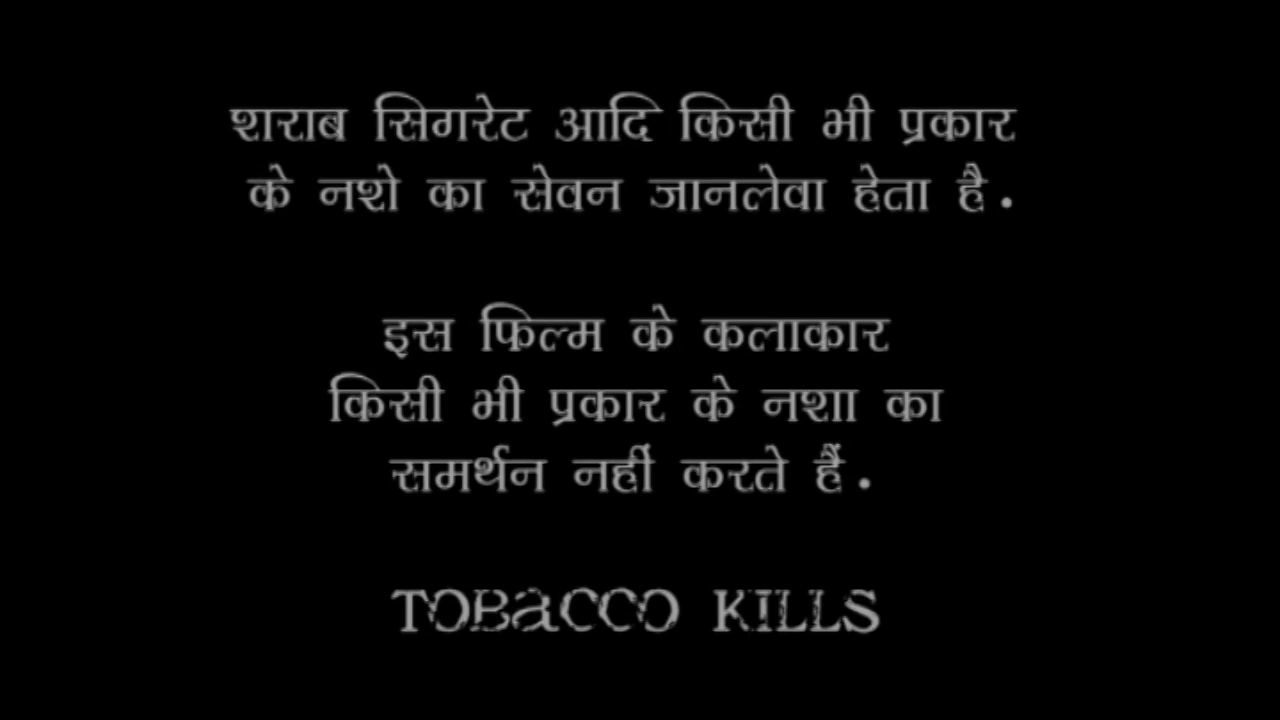 शराब सिगरेट आदि किसी भी प्रकार
के नशे का सेवन जानलेवा हेता है.
इस फिल्म के कलाकार
किसी भी प्रकार के नशा का
समर्थन नहीं करते हैं.
TOBaCCO KILLS